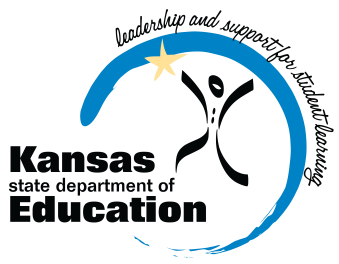 leadership and support for student learning
Kansas
state department of
Education